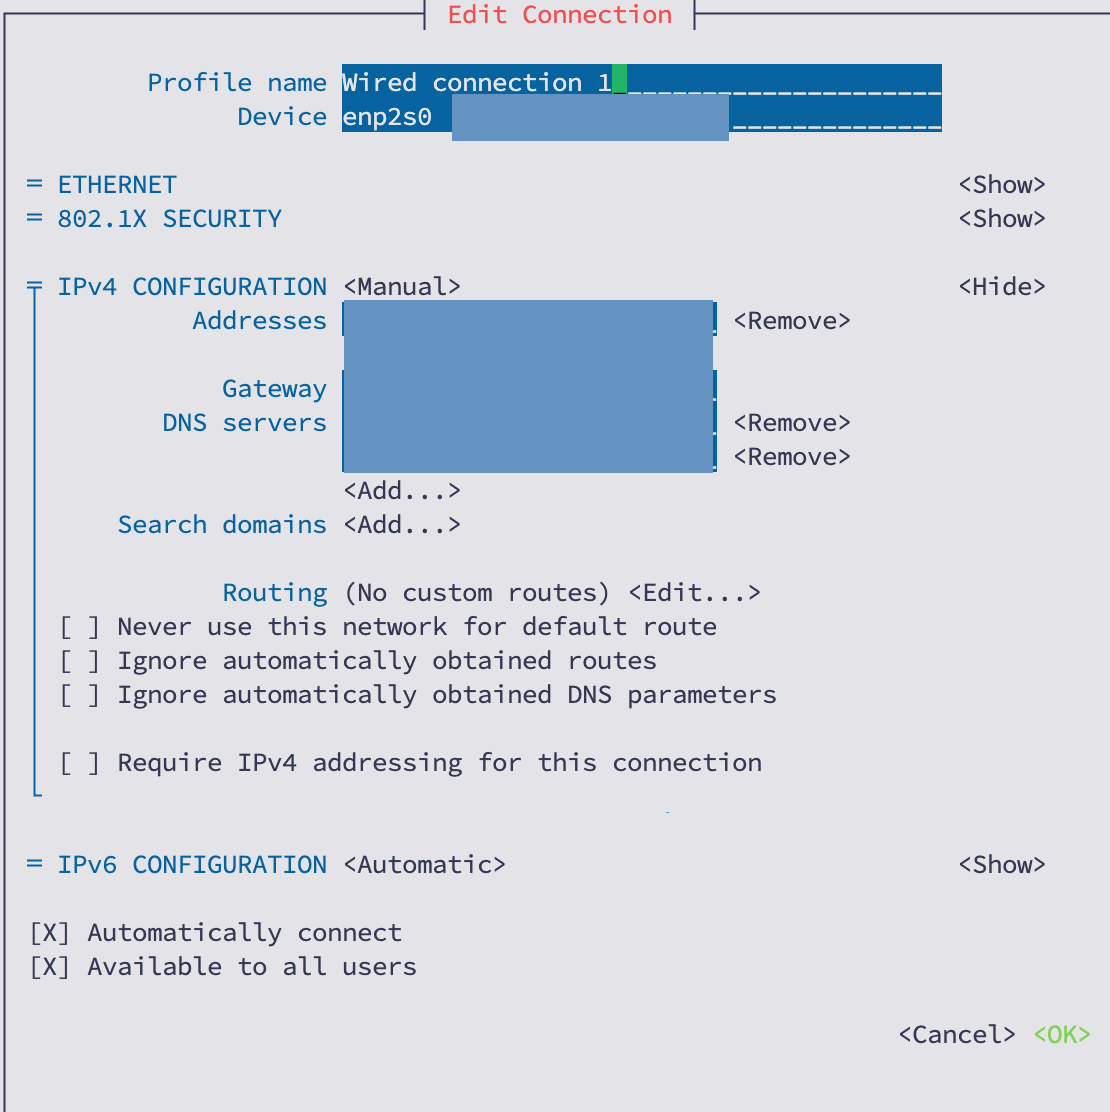 Edit Connection
Profile name Wired connection 1
Device enp2s0
= ETHERNET <Show>
= 802.1X SECURITY <Show>
= IPv4 CONFIGURATION <Manual> <Hide>
Addresses <Remove>
Gateway
DNS servers <Remove>
<Remove>
<Add...>
Search domains <Add...>
Routing (No custom routes) <Edit...>
[ ] Never use this network for default route
[ ] Ignore automatically obtained routes
[ ] Ignore automatically obtained DNS parameters
[ ] Require IPv4 addressing for this connection
= IPv6 CONFIGURATION <Automatic> <Show>
[X] Automatically connect
[X] Available to all users
<Cancel> <OK>